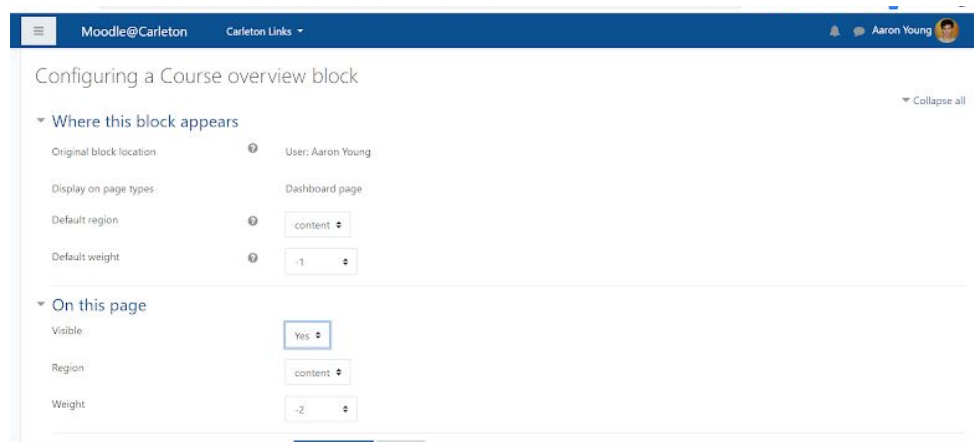 Moodle@Carleton Carleton Links Aaron Young
Configuring a Course overview block
Collapse all
Where this block appears
Original block location User: Aaron Young
Display on page types Dashboard page
Default region content
Default weight -1
On this page
Visible Yes
Region content
Weight -2